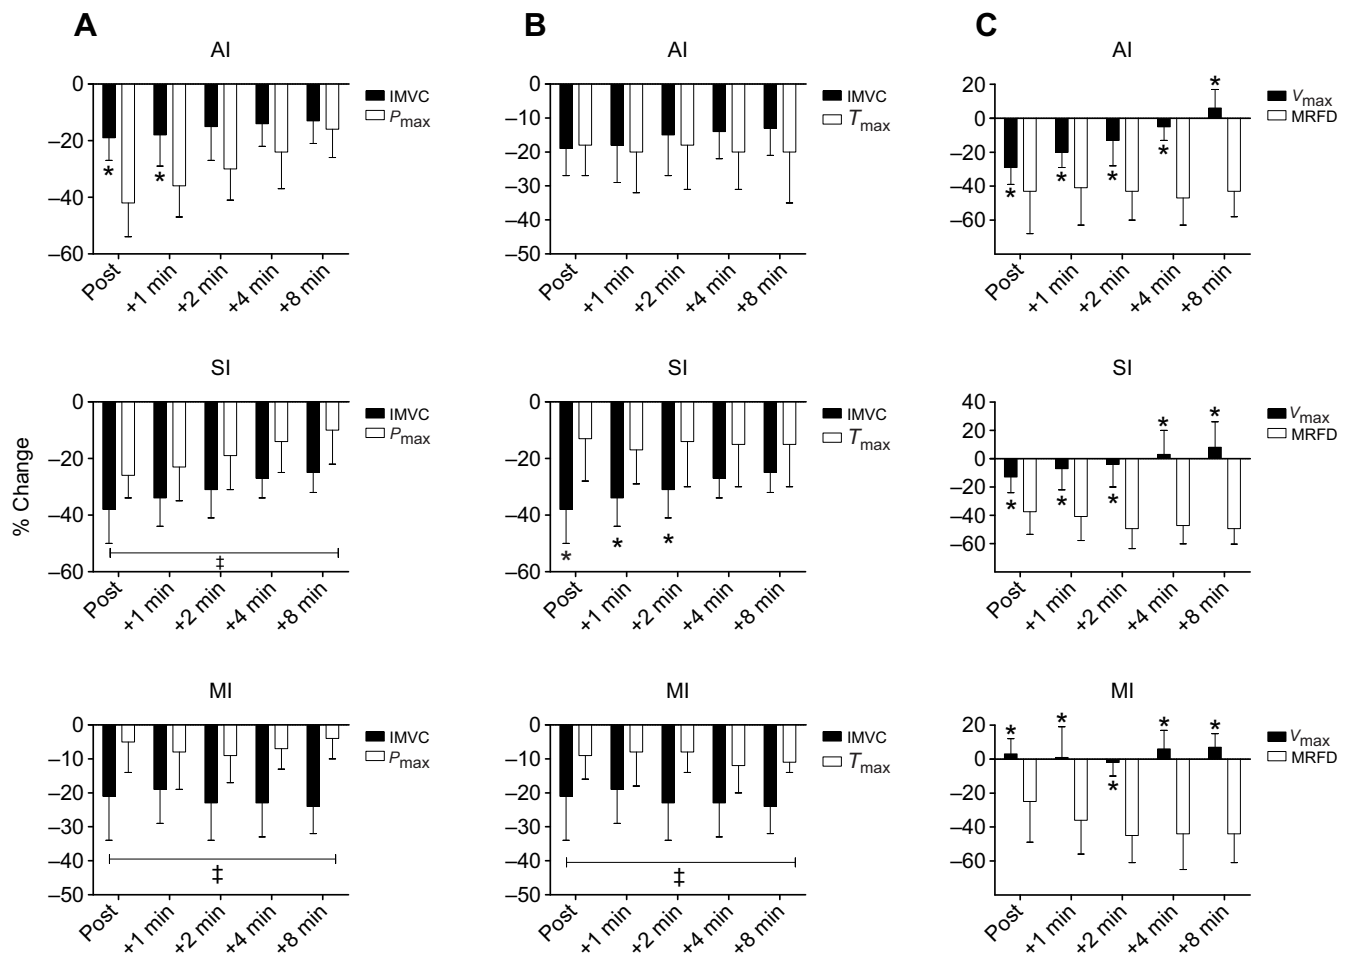 A
AI
0
–20
–40
–60
*
*
IMVC
Pmax
Post
+1 min
+2 min
+4 min
+8 min
B
AI
0
–10
–20
–30
–40
–50
IMVC
Tmax
Post
+1 min
+2 min
+4 min
+8 min
C
AI
20
0
–20
–40
–60
*
*
*
*
*
Vmax
MRFD
Post
+1 min
+2 min
+4 min
+8 min
% Change
SI
0
–20
–40
–60
‡
IMVC
Pmax
Post
+1 min
+2 min
+4 min
+8 min
SI
0
–20
–40
–60
*
*
*
IMVC
Tmax
Post
+1 min
+2 min
+4 min
+8 min
SI
40
20
0
–20
–40
–60
*
*
*
*
*
Vmax
MRFD
Post
+1 min
+2 min
+4 min
+8 min
MI
0
–10
–20
–30
–40
–50
‡
IMVC
Pmax
Post
+1 min
+2 min
+4 min
+8 min
MI
0
–10
–20
–30
–40
–50
‡
IMVC
Tmax
Post
+1 min
+2 min
+4 min
+8 min
MI
20
0
–20
–40
–60
*
*
*
*
*
Vmax
MRFD
Post
+1 min
+2 min
+4 min
+8 min